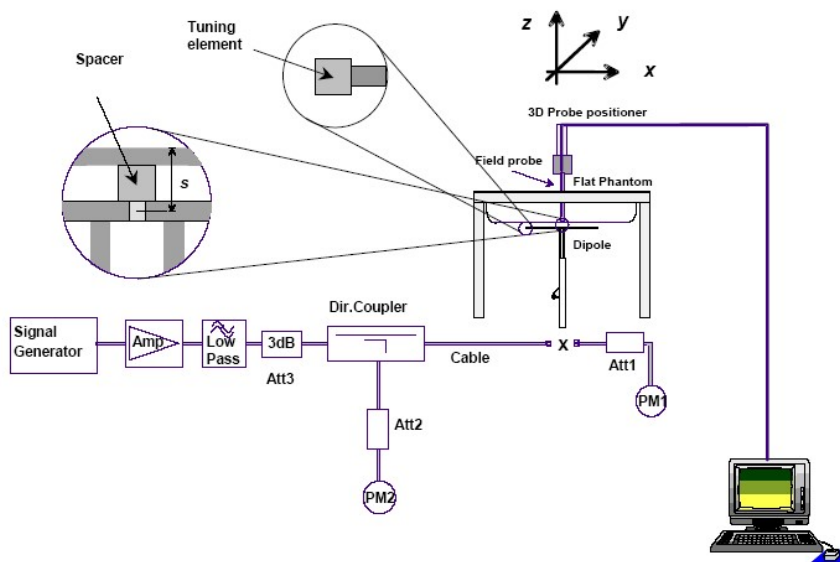 Tuning
element
Spacer
z
y
x
3D Probe positioner
s
Field probe
Flat Phantom
Dipole
Dir.Coupler
Signal
Generator
Amp
Low
Pass
3dB
Att3
Cable
X
Att1
PM1
Att2
PM2